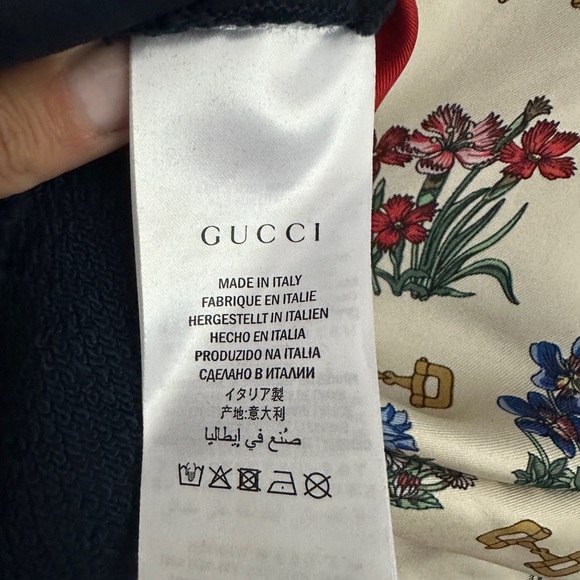 GUCCI
MADE IN ITALY
FABRIQUE EN ITALIE
HERGESTELLT IN ITALIEN
HECHO EN ITALIA
PRODUZIDO NA ITALIA
СДЕЛАНО В ИТАЛИИ
イタリア製
产地:意大利
صُنع في إيطاليا